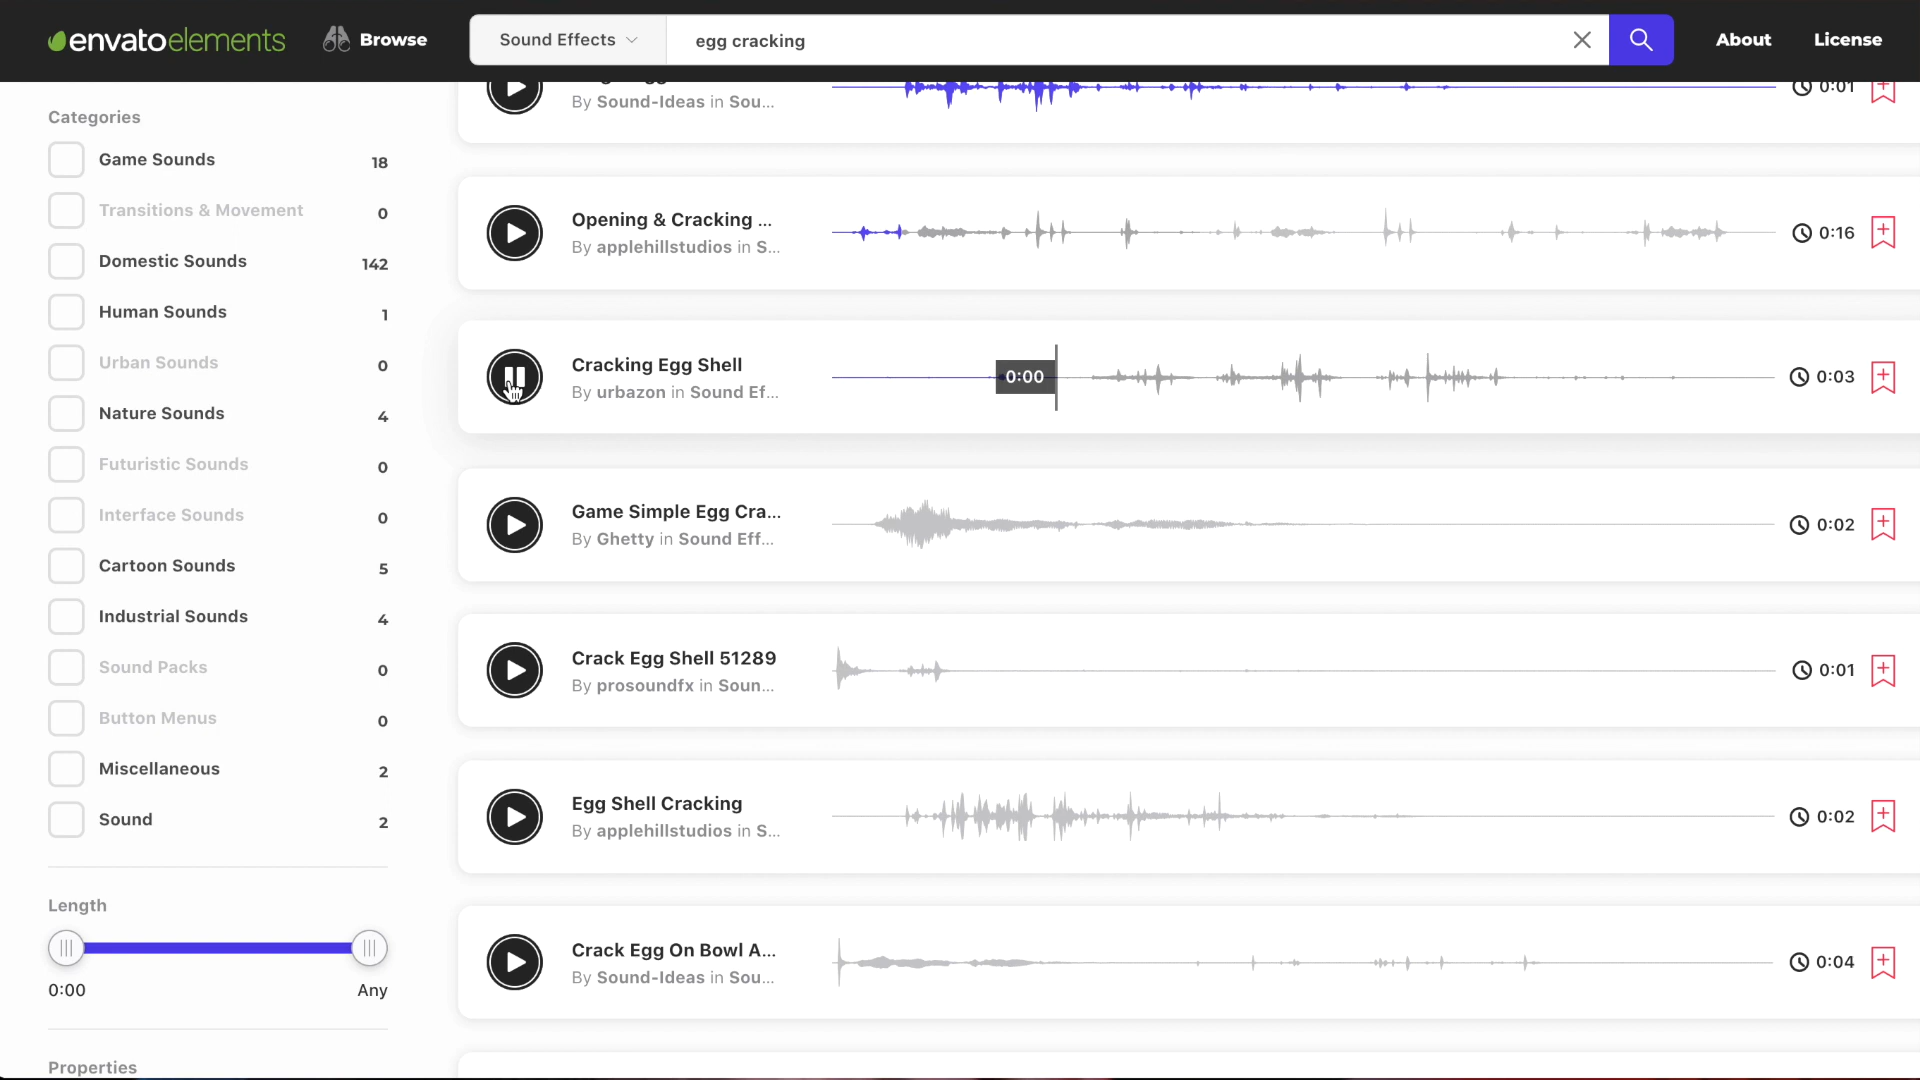 envatoelements
Browse
Sound Effects
egg cracking
About
License
Categories
Game Sounds 18
Transitions & Movement 0
Domestic Sounds 142
Human Sounds 1
Urban Sounds 0
Nature Sounds 4
Futuristic Sounds 0
Interface Sounds 0
Cartoon Sounds 5
Industrial Sounds 4
Sound Packs 0
Button Menus 0
Miscellaneous 2
Sound 2
Length
0:00 Any
Properties
By Sound-Ideas in Sou...
0:01
Opening & Cracking ...
By applehillstudios in S...
0:16
Cracking Egg Shell
By urbazon in Sound Ef...
0:00
0:03
Game Simple Egg Cra...
By Ghetty in Sound Eff...
0:02
Crack Egg Shell 51289
By prosoundfx in Soun...
0:01
Egg Shell Cracking
By applehillstudios in S...
0:02
Crack Egg On Bowl A...
By Sound-Ideas in Sou...
0:04